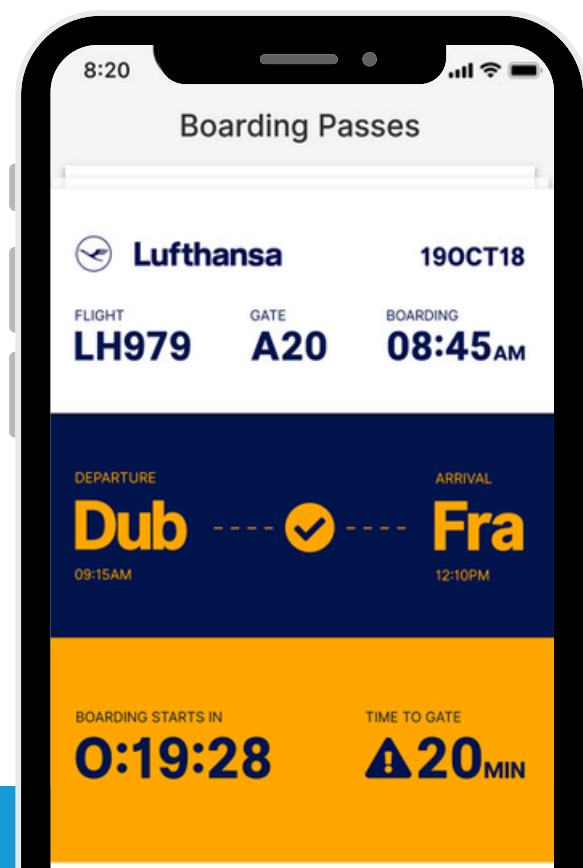 8:20
Boarding Passes
Lufthansa 19OCT18
FLIGHT GATE BOARDING
LH979 A20 08:45AM
DEPARTURE ARRIVAL
Dub Fra
09:15AM 12:10PM
BOARDING STARTS IN TIME TO GATE
0:19:28 20MIN